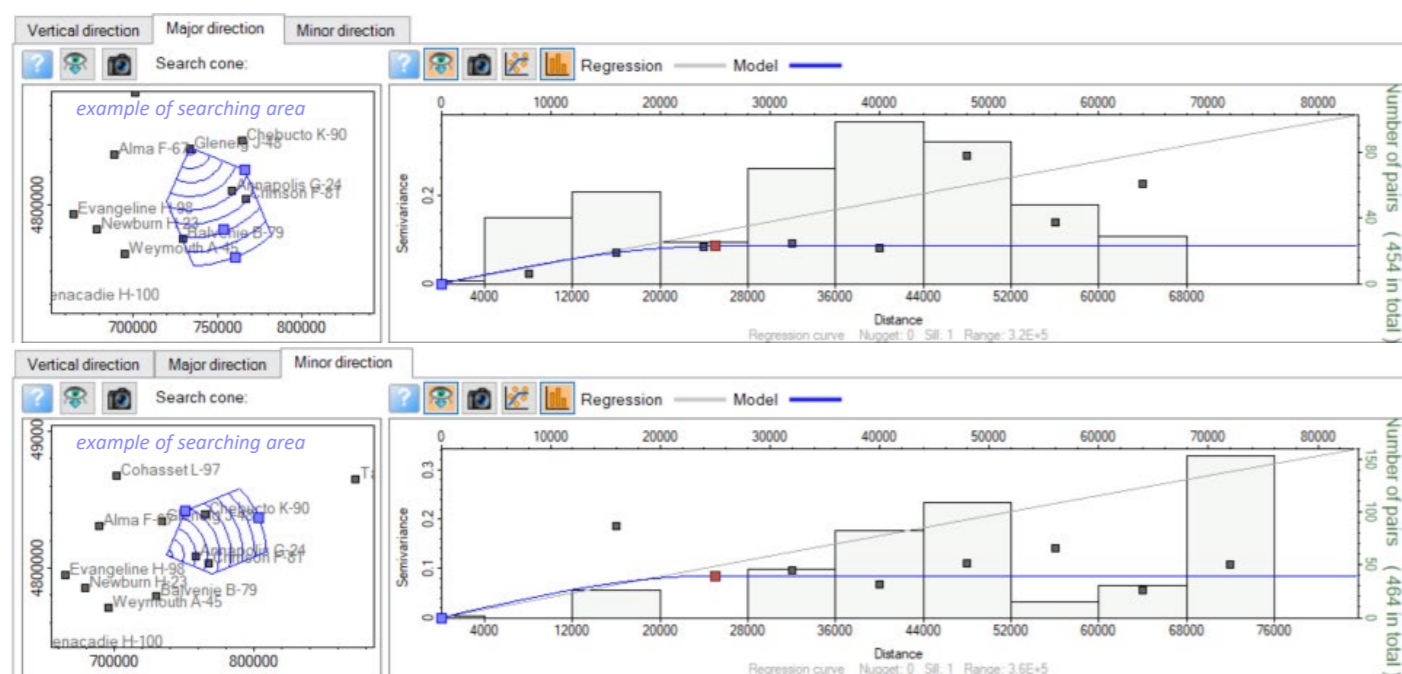 Vertical direction Major direction Minor direction
Search cone:
? Regression Model
example of searching area
Chebucto K-90
Alma F-67 Glenelg J-48
Annapolis G-24
Crimson F-81
Evangeline H-98
Newburn H-23
Balvenie B-79
Weymouth A-45
enacadie H-100
4800000
700000 750000 800000
0 10000 20000 30000 40000 50000 60000 70000 80000
Semivariance
0 0.2
4000 12000 20000 28000 36000 44000 52000 60000 68000
Distance
Regression curve Nugget: 0 Sill: 1 Range: 3.2E+5
0 40 80
Number of pairs (454 in total)
Vertical direction Major direction Minor direction
Search cone:
? Regression Model
example of searching area
Cohasset L-97
Ta
Chebucto K-90
Alma F-67 Glenelg J-48
Annapolis G-24
Crimson F-81
Evangeline H-98
Newburn H-23
Balvenie B-79
Weymouth A-45
enacadie H-100
49000
480000
700000 800000
0 10000 20000 30000 40000 50000 60000 70000 80000
Semivariance
0 0.1 0.2 0.3
4000 12000 20000 28000 36000 44000 52000 60000 68000 76000
Distance
Regression curve Nugget: 0 Sill: 1 Range: 3.6E+5
0 50 100 150
Number of pairs (464 in total)